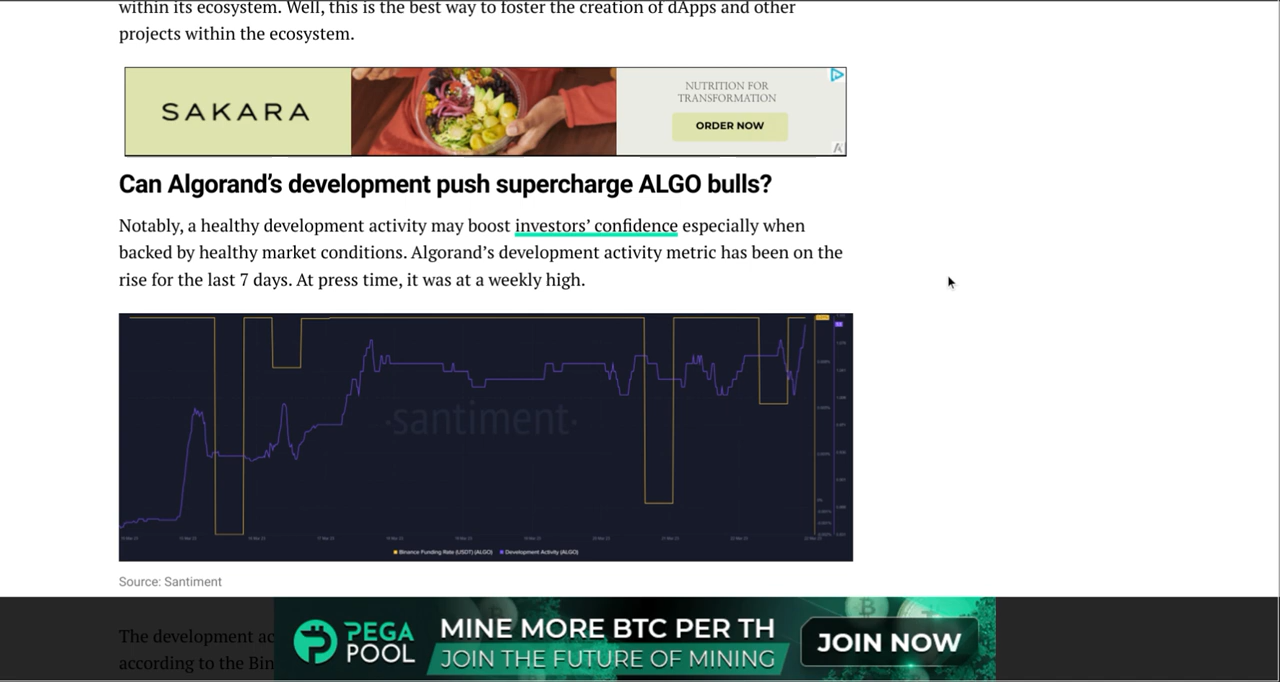 within its ecosystem. Well, this is the best way to foster the creation of dApps and other
projects within the ecosystem.
SAKARA
NUTRITION FOR
TRANSFORMATION
ORDER NOW
Can Algorand’s development push supercharge ALGO bulls?
Notably, a healthy development activity may boost investors’ confidence especially when
backed by healthy market conditions. Algorand’s development activity metric has been on the
rise for the last 7 days. At press time, it was at a weekly high.
·santiment·
Binance Funding Rate (USDT) (ALGO) Development Activity (ALGO)
Source: Santiment
The development ac
according to the Bin
PEGA
POOL
MINE MORE BTC PER TH
JOIN THE FUTURE OF MINING
JOIN NOW